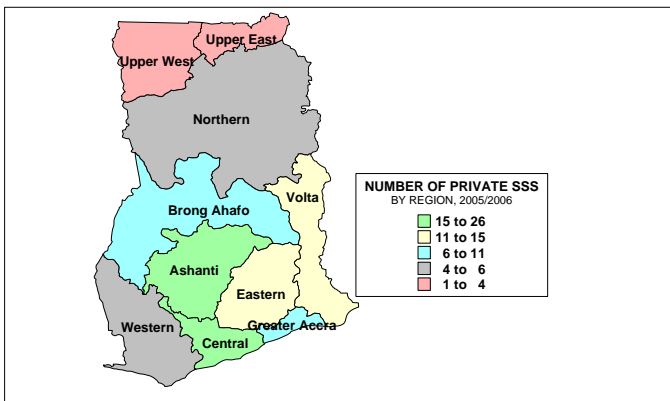 Upper East
Upper West
Northern
Volta
Brong Ahafo
Ashanti
Eastern
Western
Greater Accra
Central
NUMBER OF PRIVATE SSS
BY REGION, 2005/2006
15 to 26
11 to 15
6 to 11
4 to 6
1 to 4